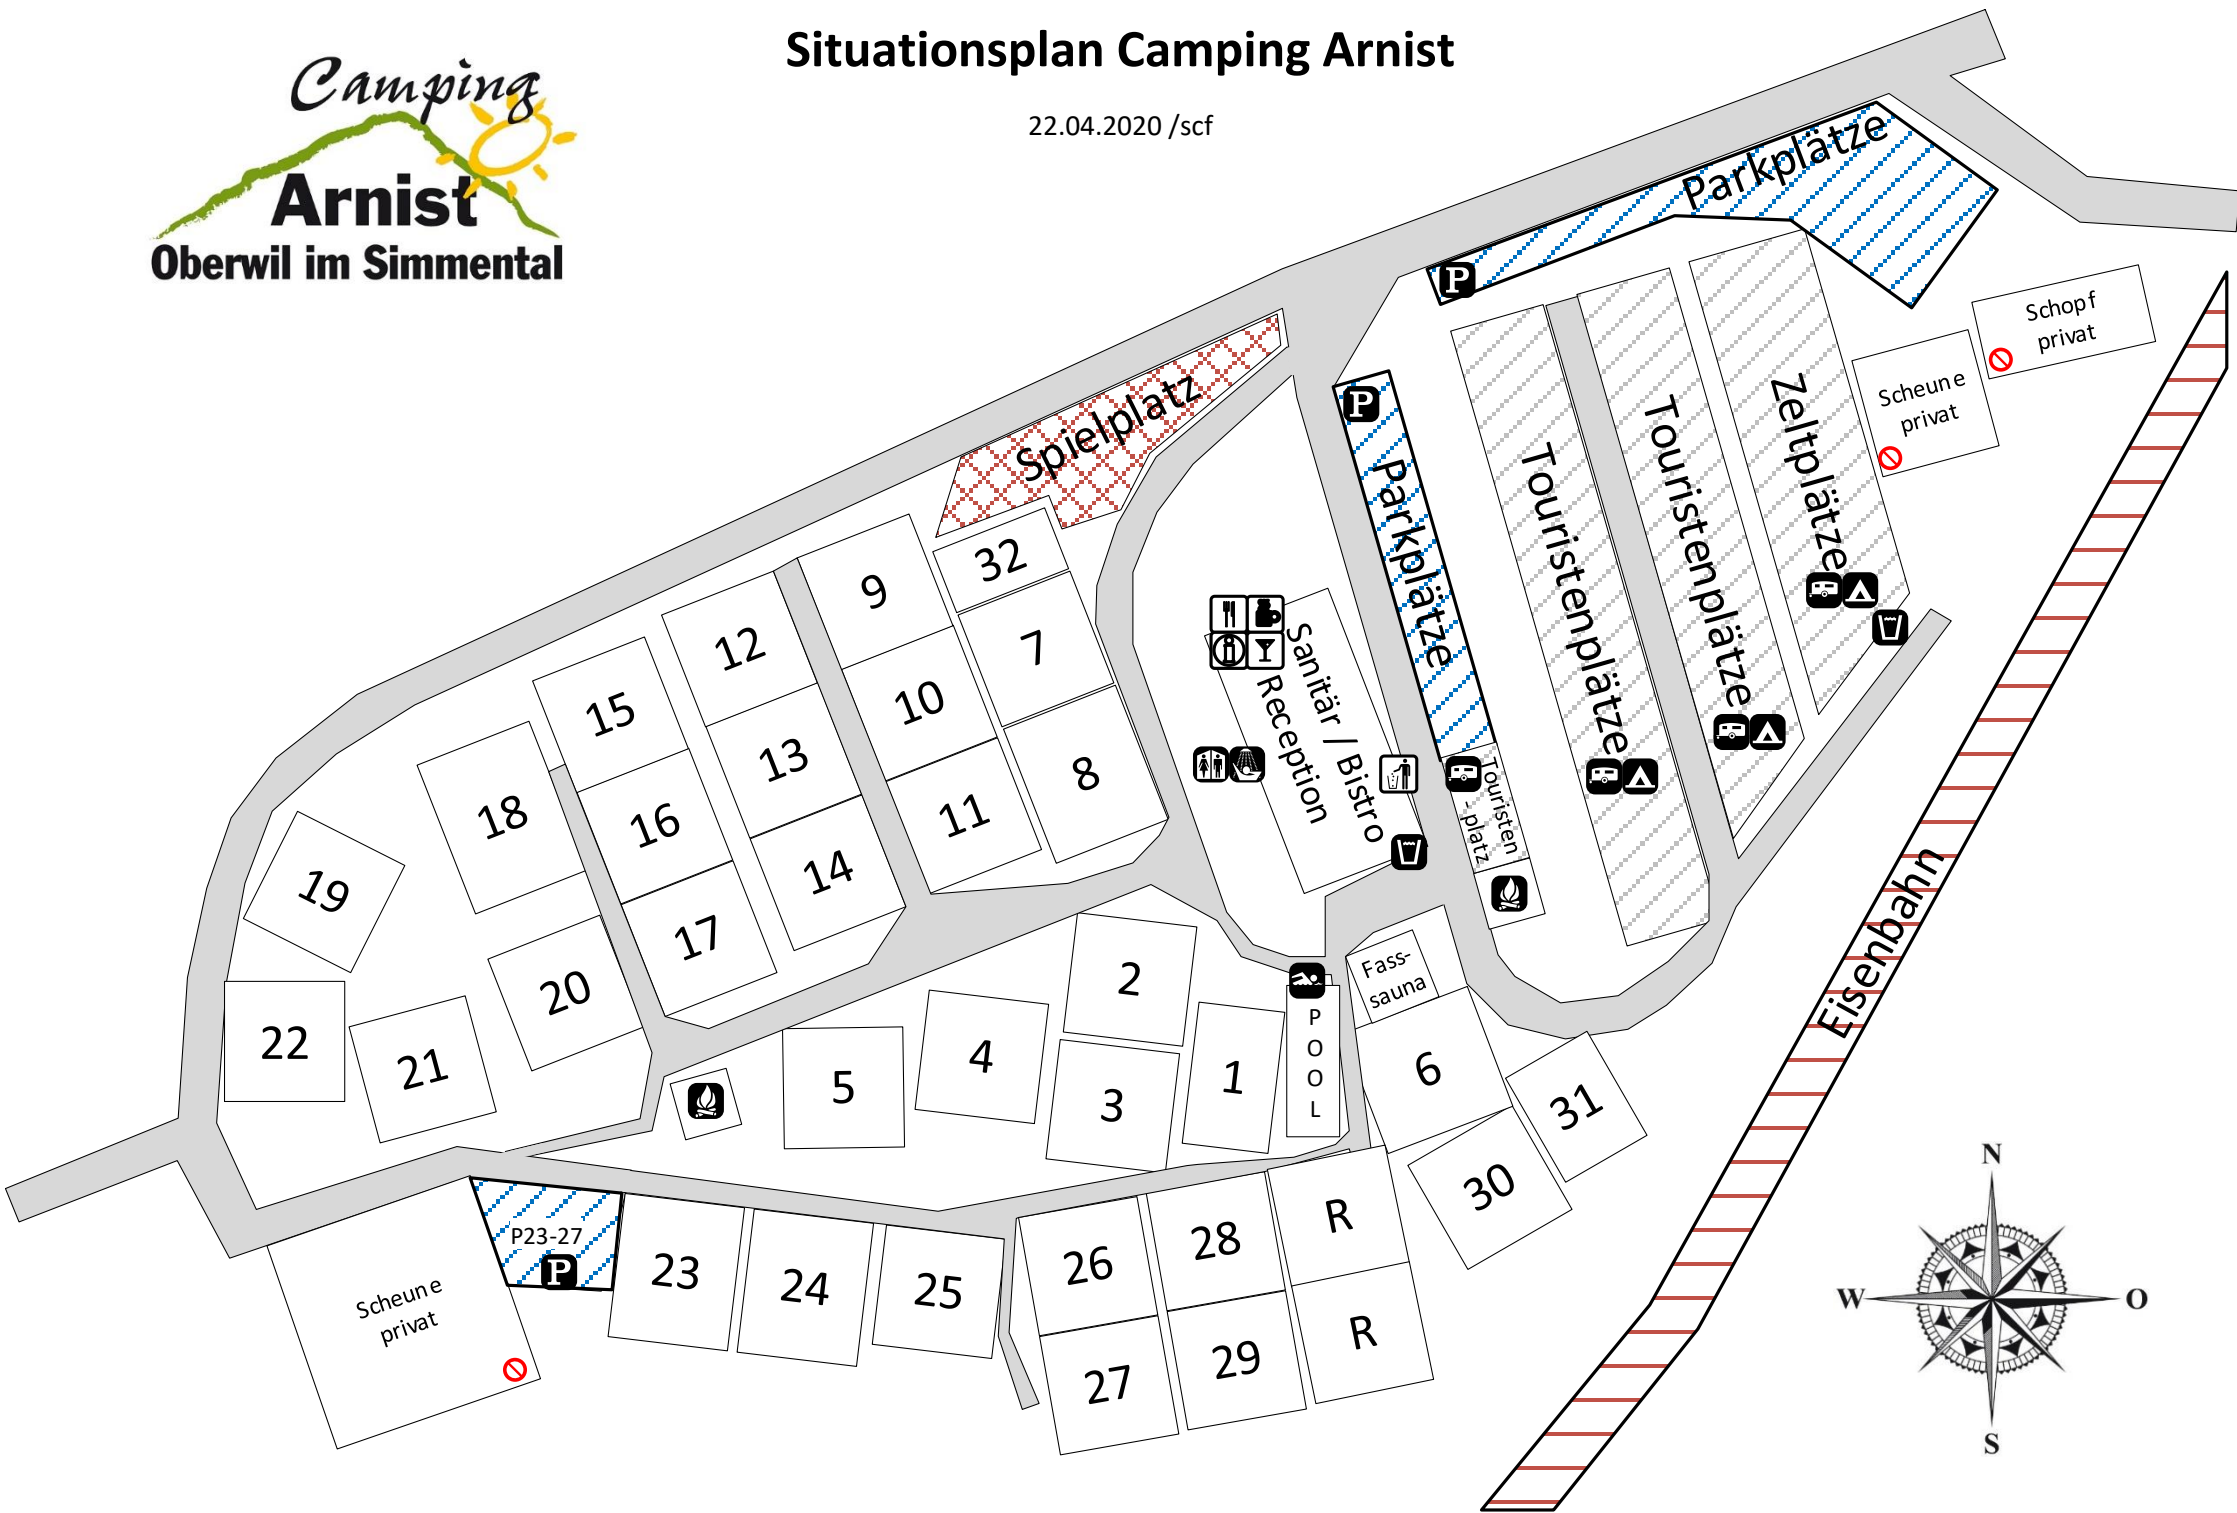 Situationsplan Camping Arnist
22.04.2020 /scf
Camping
Arnist
Oberwil im Simmental
Parkplätze
P
Schopf
privat
Scheune
privat
Spielplatz
P
Parkplätze
Touristenplätze
Touristenplätze
Zeltplätze
Sanitär / Bistro
Reception
Touristen
- platz
Eisenbahn
32
9
7
12
10
15
13
8
18
16
11
14
19
17
20
22
21
2
4
5
3
1
Fass-
sauna
P
O
O
L
6
31
30
P23-27
P
23
24
25
26
28
R
27
29
R
Scheune
privat
N
W
O
S